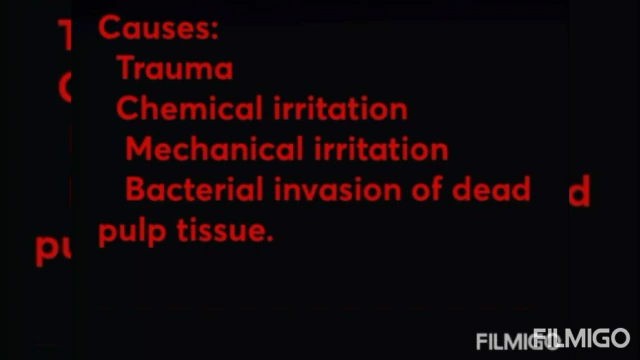 Causes:
Trauma
Chemical irritation
Mechanical irritation
Bacterial invasion of dead
pulp tissue.
FILMIGO
FILMIGO